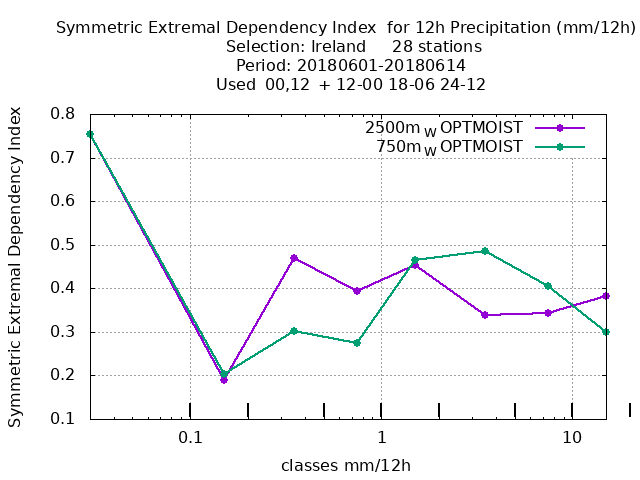 Symmetric Extremal Dependency Index for 12h Precipitation (mm/12h)
Selection: Ireland 28 stations
Period: 20180601-20180614
Used 00,12 + 12-00 18-06 24-12
Symmetric Extremal Dependency Index
0.8
0.7
0.6
0.5
0.4
0.3
0.2
0.1
2500m W OPTMOIST
750m W OPTMOIST
0.1 1 10
classes mm/12h